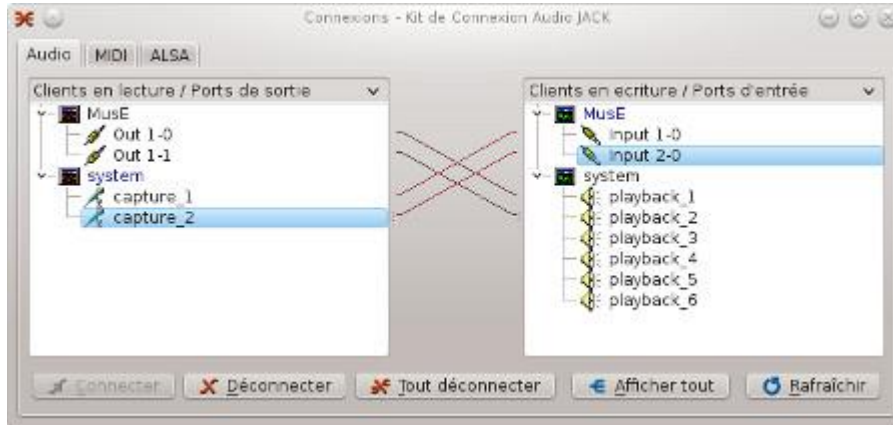 Connexions - Kit de Connexion Audio JACK
Audio MIDI ALSA
Clients en lecture / Ports de sortie
MusE
Out 1-0
Out 1-1
system
capture_1
capture_2
Clients en ecriture / Ports d'entrée
MusE
Input 1-0
Input 2-0
system
playback_1
playback_2
playback_3
playback_4
playback_5
playback_6
Connecter Déconnecter Tout déconnecter Afficher tout Rafraîchir